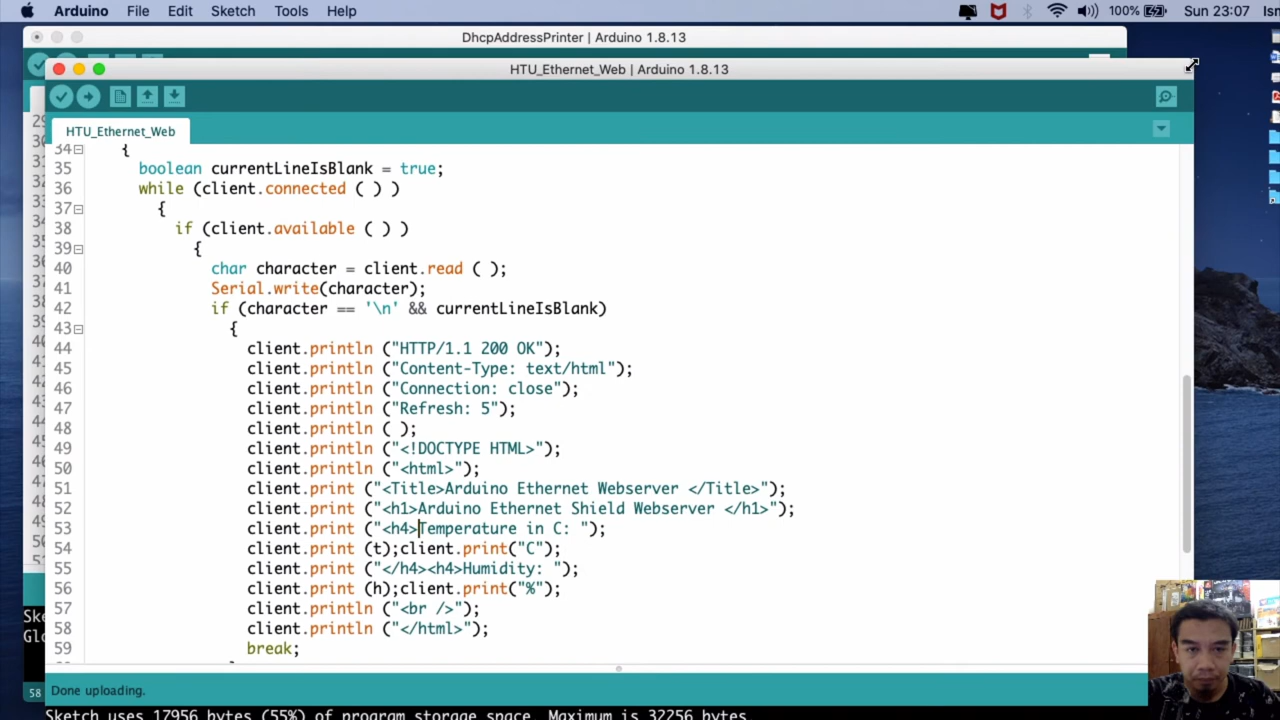 Arduino File Edit Sketch Tools Help 100% Sun 23:07
DhcpAddressPrinter | Arduino 1.8.13
HTU_Ethernet_Web | Arduino 1.8.13
HTU_Ethernet_Web
34 {
35 boolean currentLineIsBlank = true;
36 while (client.connected ( ) )
37 {
38 if (client.available ( ) )
39 {
40 char character = client.read ( );
41 Serial.write(character);
42 if (character == '\n' && currentLineIsBlank)
43 {
44 client.println ("HTTP/1.1 200 OK");
45 client.println ("Content-Type: text/html");
46 client.println ("Connection: close");
47 client.println ("Refresh: 5");
48 client.println ( );
49 client.println ("<!DOCTYPE HTML>");
50 client.println ("<html>");
51 client.print ("<Title>Arduino Ethernet Webserver </Title>");
52 client.print ("<h1>Arduino Ethernet Shield Webserver </h1>");
53 client.print ("<h4>Temperature in C: ");
54 client.print (t);client.print("C");
55 client.print ("</h4><h4>Humidity: ");
56 client.print (h);client.print("%");
57 client.println ("<br />");
58 client.println ("</html>");
59 break;
Done uploading.
58
Sketch uses 17956 bytes (55%) of program storage space. Maximum is 32256 bytes.